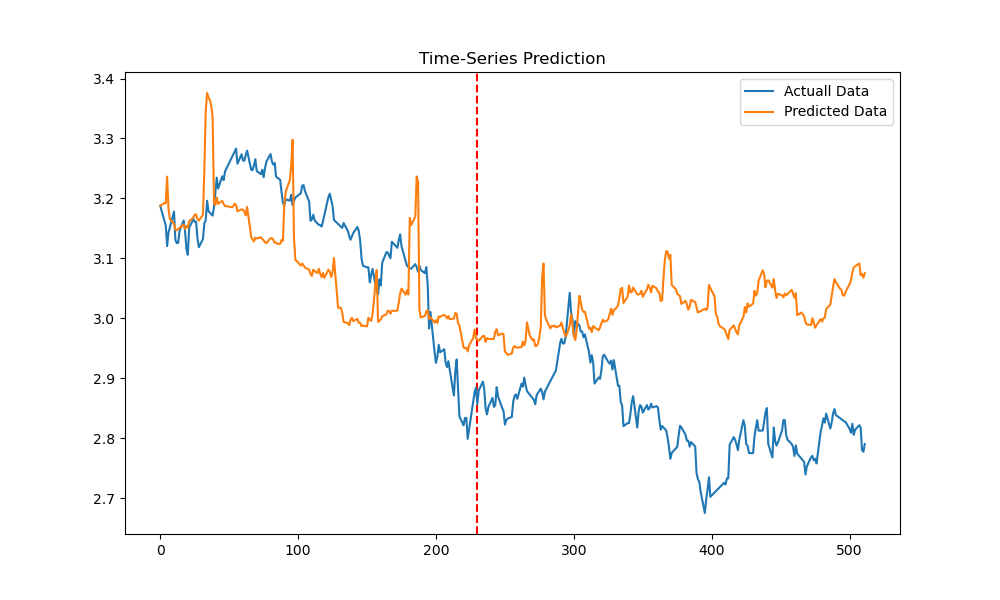 Time-Series Prediction
Actuall Data
Predicted Data
3.4
3.3
3.2
3.1
3.0
2.9
2.8
2.7
0 100 200 300 400 500